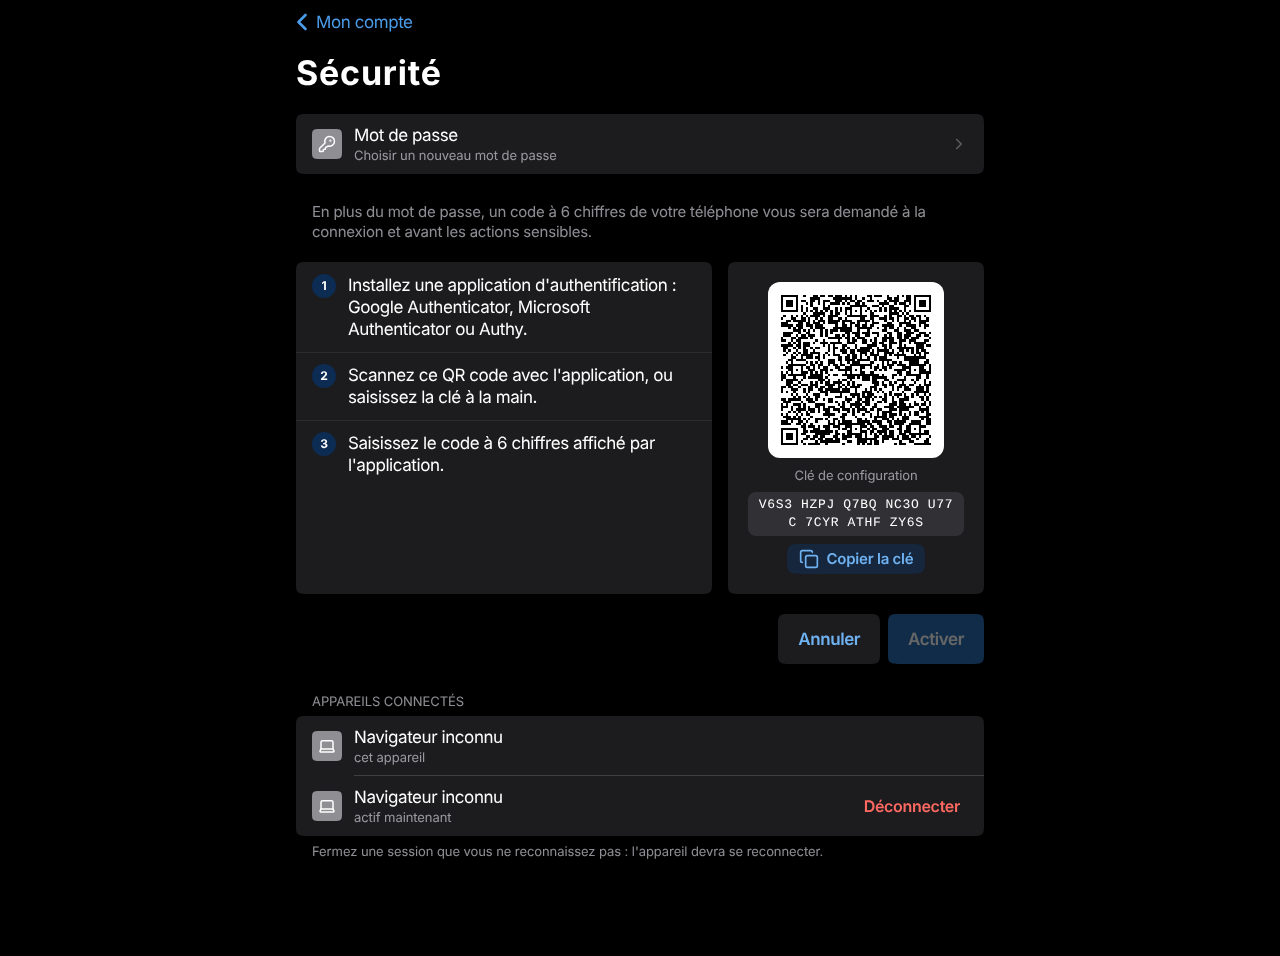 Mon compte
Sécurité
Mot de passe
Choisir un nouveau mot de passe
En plus du mot de passe, un code à 6 chiffres de votre téléphone vous sera demandé à la
connexion et avant les actions sensibles.
1 Installez une application d'authentification :
Google Authenticator, Microsoft
Authenticator ou Authy.
2 Scannez ce QR code avec l'application, ou
saisissez la clé à la main.
3 Saisissez le code à 6 chiffres affiché par
l'application.
Clé de configuration
V6S3 HZPJ Q7BQ NC3O U77
C 7CYR ATHF ZY6S
Copier la clé
Annuler
Activer
APPAREILS CONNECTÉS
Navigateur inconnu
cet appareil
Navigateur inconnu
actif maintenant
Déconnecter
Fermez une session que vous ne reconnaissez pas : l'appareil devra se reconnecter.